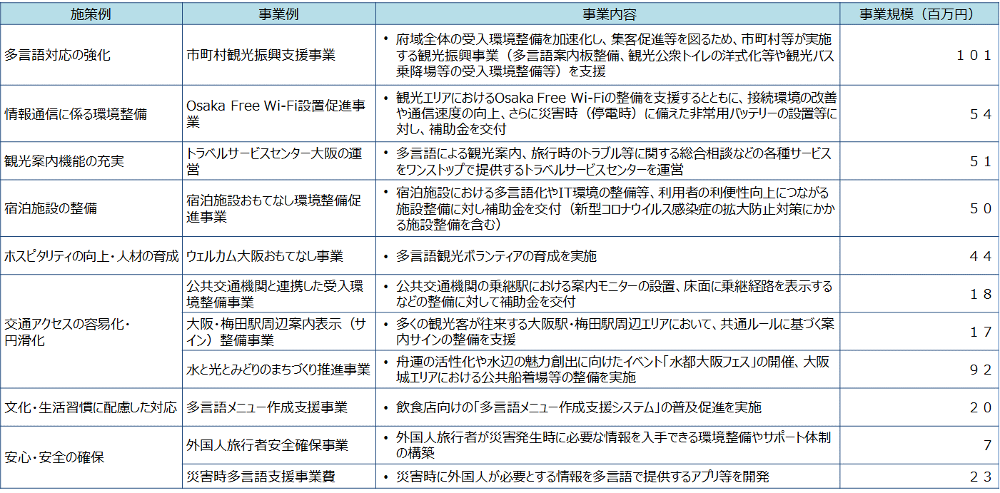 施策例
事業例
事業内容
事業規模（百万円）
多言語対応の強化
市町村観光振興支援事業
• 府域全体の受入環境整備を加速化し、集客促進等を図るため、市町村等が実施
する観光振興事業（多言語案内板整備、観光公衆トイレの洋式化等や観光バス
乗降場等の受入環境整備等）を支援
１０１
情報通信に係る環境整備
Osaka Free Wi-Fi設置促進事
業
• 観光エリアにおけるOsaka Free Wi-Fiの整備を支援するとともに、接続環境の改善
や通信速度の向上、さらに災害時（停電時）に備えた非常用バッテリーの設置等に
対し、補助金を交付
５４
観光案内機能の充実
トラベルサービスセンター大阪の運
営
• 多言語による観光案内、旅行時のトラブル等に関する総合相談などの各種サービス
をワンストップで提供するトラベルサービスセンターを運営
５１
宿泊施設の整備
宿泊施設おもてなし環境整備促
進事業
• 宿泊施設における多言語化やIT環境の整備等、利用者の利便性向上につながる
施設整備に対し補助金を交付（新型コロナウイルス感染症の拡大防止対策にかか
る施設整備を含む）
５０
ホスピタリティの向上・人材の育成
ウェルカム大阪おもてなし事業
• 多言語観光ボランティアの育成を実施
４４
交通アクセスの容易化・
円滑化
公共交通機関と連携した受入環
境整備事業
• 公共交通機関の乗継駅における案内モニターの設置、床面に乗継経路を表示する
などの整備に対して補助金を交付
１８
大阪・梅田駅周辺案内表示（サ
イン）整備事業
• 多くの観光客が往来する大阪駅・梅田駅周辺エリアにおいて、共通ルールに基づく案
内サインの整備を支援
１７
水と光とみどりのまちづくり推進事業
• 舟運の活性化や水辺の魅力創出に向けたイベント「水都大阪フェス」の開催、大阪
城エリアにおける公共船着場等の整備を実施
９２
文化・生活習慣に配慮した対応
多言語メニュー作成支援事業
• 飲食店向けの「多言語メニュー作成支援システム」の普及促進を実施
２０
安心・安全の確保
外国人旅行者安全確保事業
• 外国人旅行者が災害発生時に必要な情報を入手できる環境整備やサポート体制
の構築
７
災害時多言語支援事業費
• 災害時に外国人が必要とする情報を多言語で提供するアプリ等を開発
２３